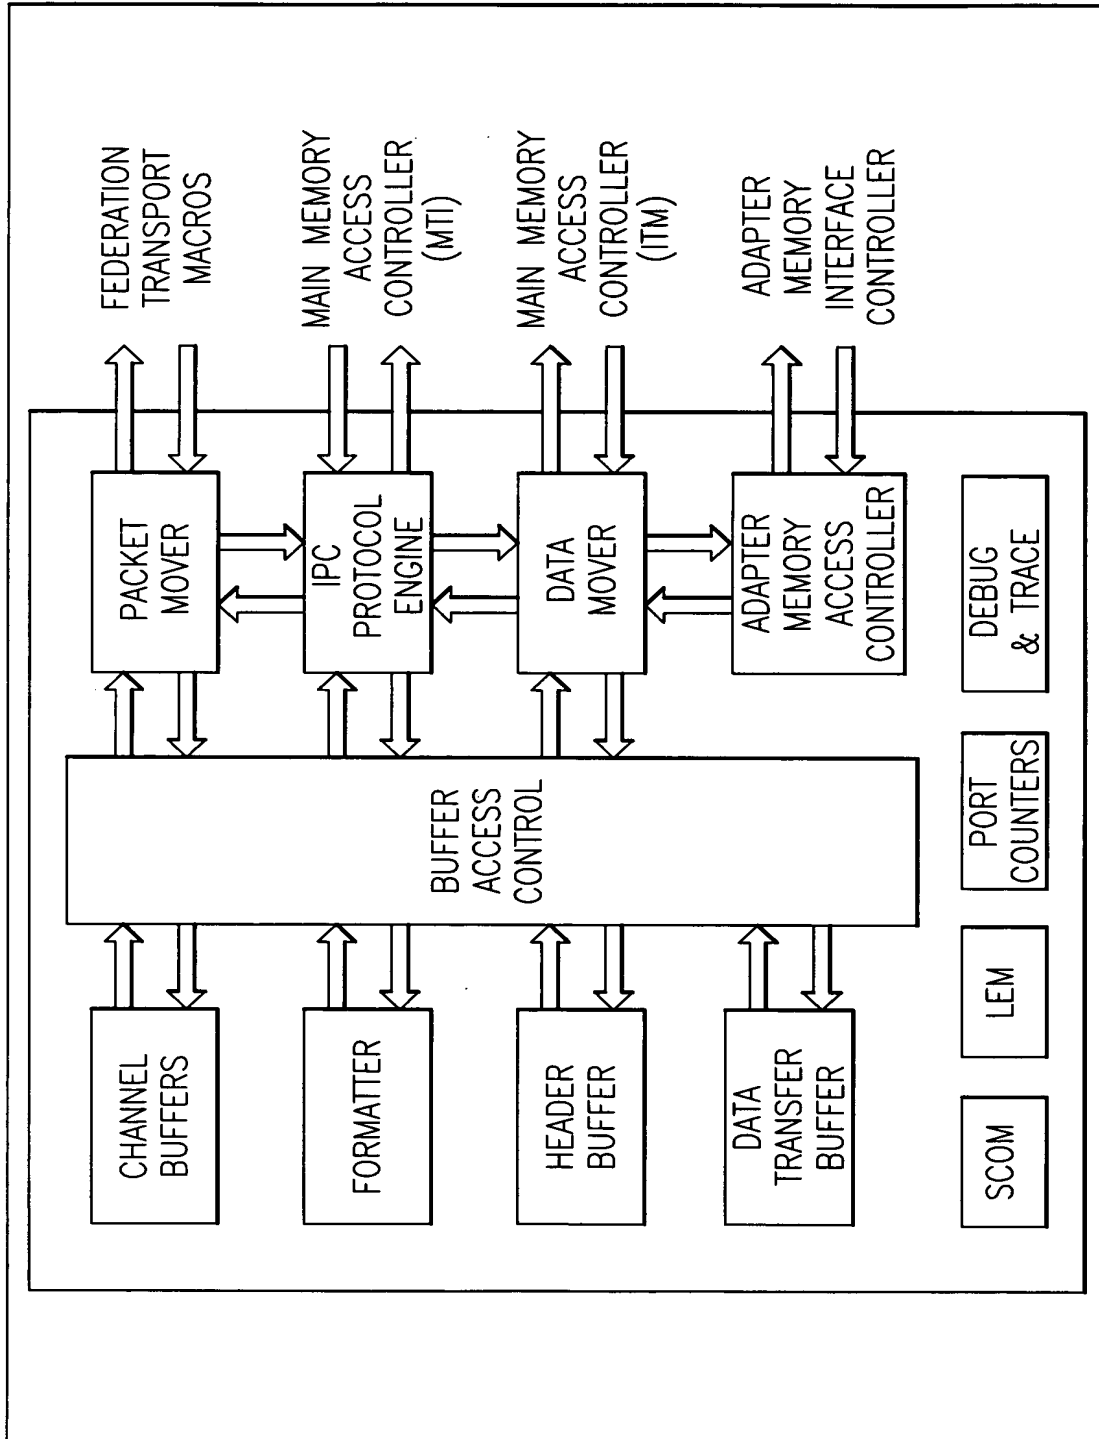 CHANNEL
BUFFERS
FORMATTER
HEADER
BUFFER
DATA
TRANSFER
BUFFER
BUFFER
ACCESS
CONTROL
PACKET
MOVER
IPC
PROTOCOL
ENGINE
DATA
MOVER
ADAPTER
MEMORY
ACCESS
CONTROLLER
FEDERATION
TRANSPORT
MACROS
MAIN MEMORY
ACCESS
CONTROLLER
(MTI)
MAIN MEMORY
ACCESS
CONTROLLER
(ITM)
ADAPTER
MEMORY
INTERFACE
CONTROLLER
SCOM
LEM
PORT
COUNTERS
DEBUG
& TRACE